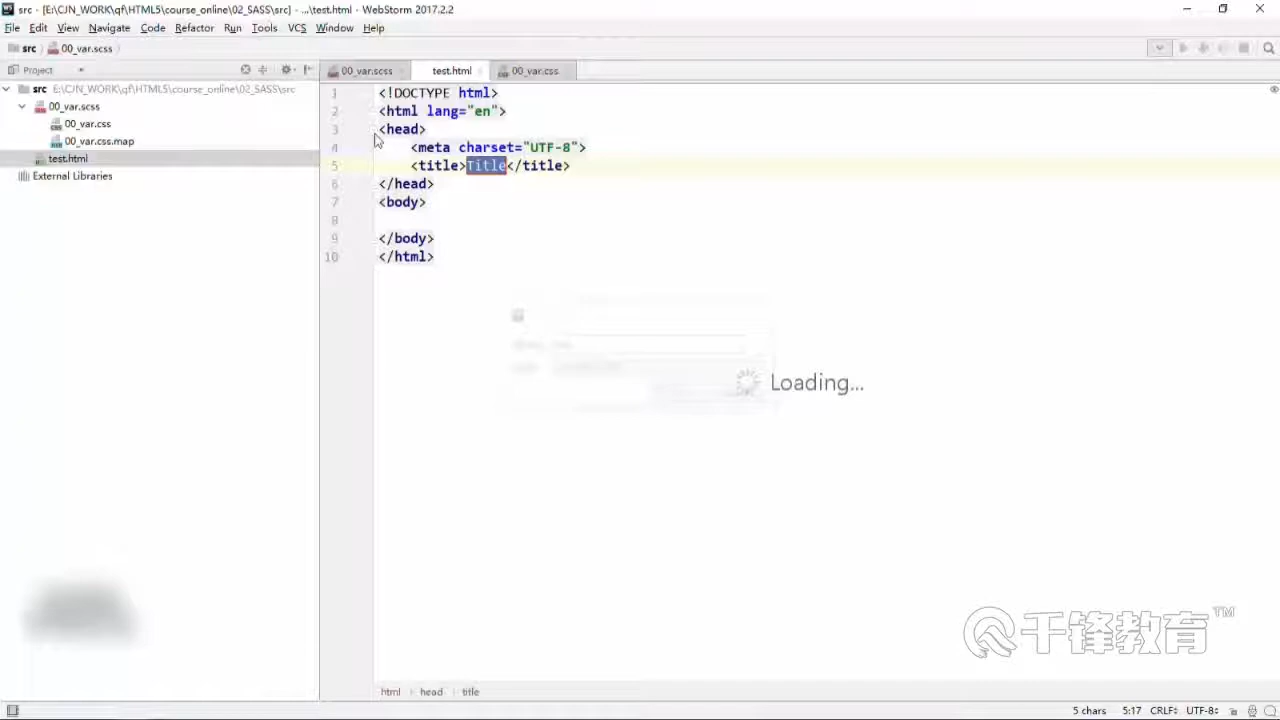 src - [E:\CJN_WORK\qf\HTML5\course_online\02_SASS\src] - ...\test.html - WebStorm 2017.2.2
File Edit View Navigate Code Refactor Run Tools VCS Window Help
src 00_var.scss
Project
00_var.scss test.html 00_var.css
src E:\CJN_WORK\qf\HTML5\course_online\02_SASS\src
00_var.scss
00_var.css
00_var.css.map
test.html
External Libraries
1 <!DOCTYPE html>
2 <html lang="en">
3 <head>
4 <meta charset="UTF-8">
5 <title>Title</title>
6 </head>
7 <body>
8
9 </body>
10 </html>
Loading...
千锋教育™
html head title
5 chars 5:17 CRLF÷ UTF-8÷